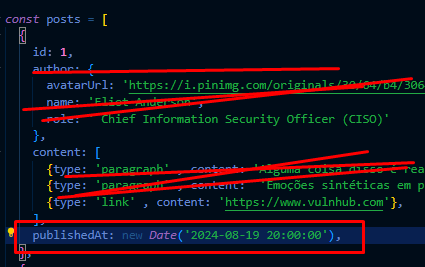 const posts = [
{
id: 1,
author: {
avatarUrl: 'https://i.pinimg.com/originals/30/04/b4/306
name: 'Eliot Anderson',
role: ' Chief Information Security Officer (CISO)'
},
content: [
{type: 'paragraph' , content: 'Alguma coisa disso é rea
{type: 'paragraph' , content: 'Emoções sintéticas em p
{type: 'link' , content: 'https://www.vulnhub.com'},
],
publishedAt: new Date('2024-08-19 20:00:00'),
},